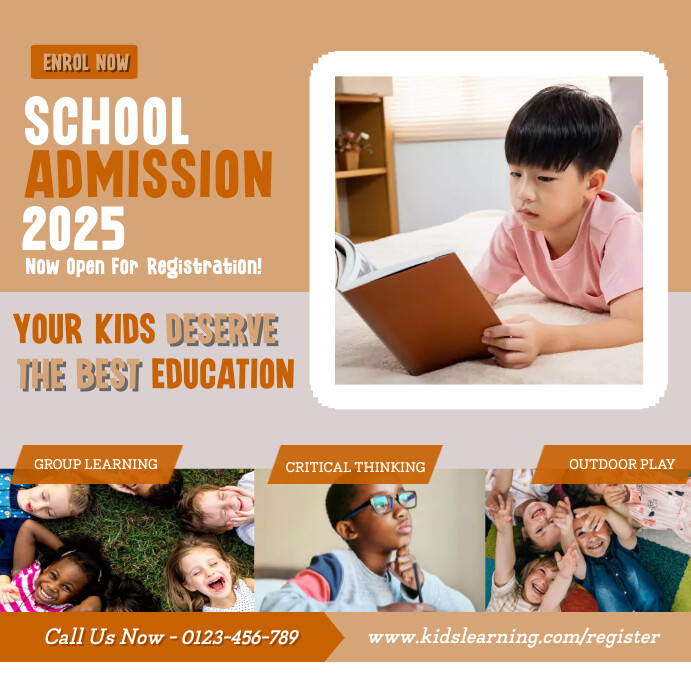 ENROL NOW
SCHOOL
ADMISSION
2025
Now Open For Registration!
YOUR KIDS DESERVE
THE BEST EDUCATION
GROUP LEARNING
CRITICAL THINKING
OUTDOOR PLAY
Call Us Now - 0123-456-789
www.kidslearning.com/register